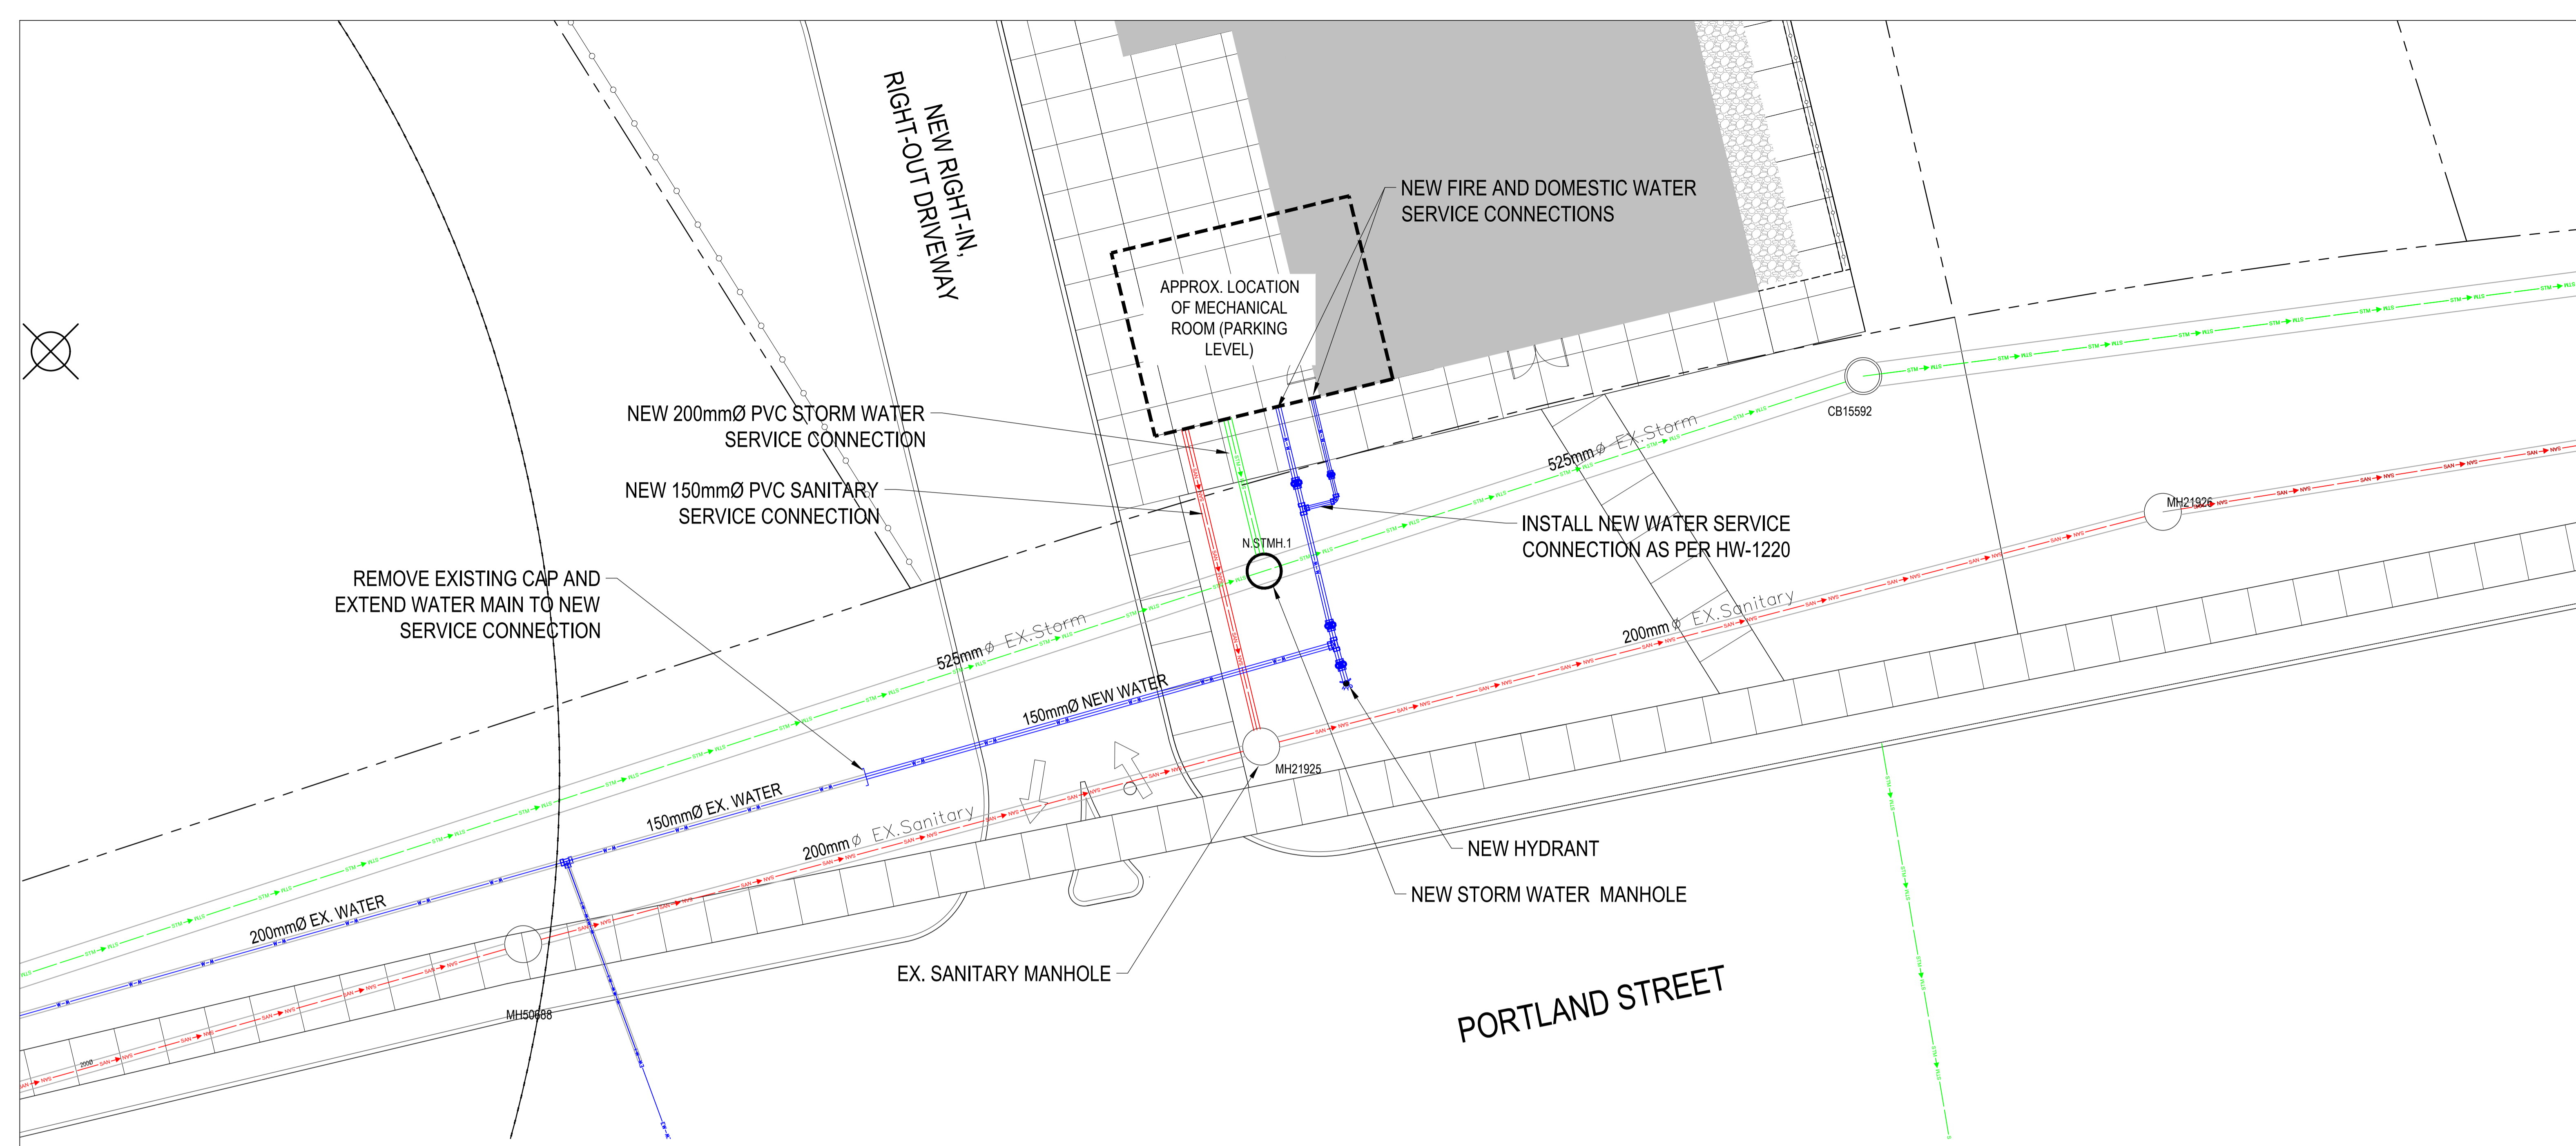 NEW RIGHT-IN,
RIGHT-OUT DRIVEWAY
NEW FIRE AND DOMESTIC WATER
SERVICE CONNECTIONS
APPROX. LOCATION
OF MECHANICAL
ROOM (PARKING
LEVEL)
NEW 200mmØ PVC STORM WATER
SERVICE CONNECTION
NEW 150mmØ PVC SANITARY
SERVICE CONNECTION
CB15592
525mmØ EX.Storm
MH21926
INSTALL NEW WATER SERVICE
CONNECTION AS PER HW-1220
N.STMH.1
REMOVE EXISTING CAP AND
EXTEND WATER MAIN TO NEW
SERVICE CONNECTION
525mmØ EX.Storm
200mmØ EX.Sanitary
150mmØ NEW WATER
MH21925
150mmØ EX. WATER
200mmØ EX.Sanitary
NEW HYDRANT
NEW STORM WATER MANHOLE
200mmØ EX. WATER
EX. SANITARY MANHOLE
MH50688
PORTLAND STREET